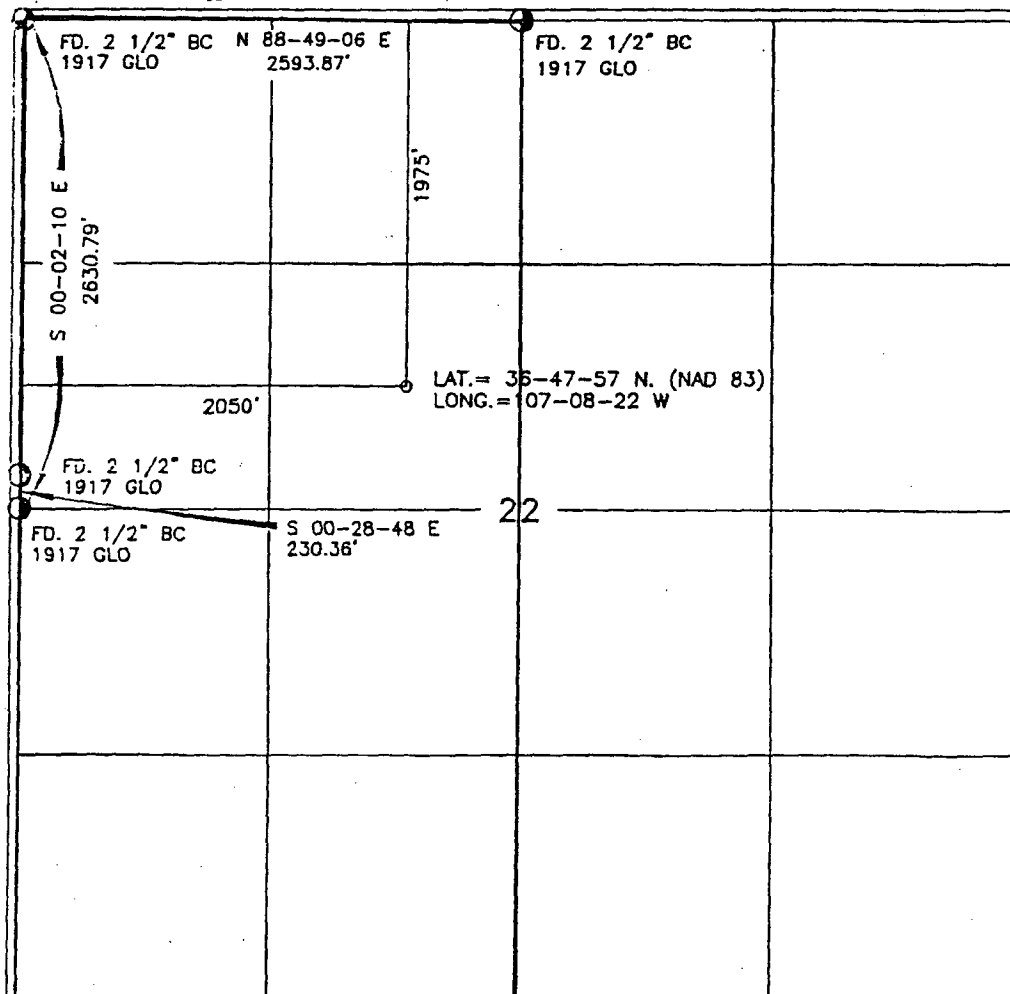 FD. 2 1/2" BC
1917 GLO
N 88-49-06 E
2593.87'
FD. 2 1/2" BC
1917 GLO
1975'
S 00-02-10 E
2630.79'
LAT.= 36-47-57 N. (NAD 83)
LONG.=107-08-22 W
2050'
FD. 2 1/2" BC
1917 GLO
22
FD. 2 1/2" BC
1917 GLO
S 00-28-48 E
230.36'